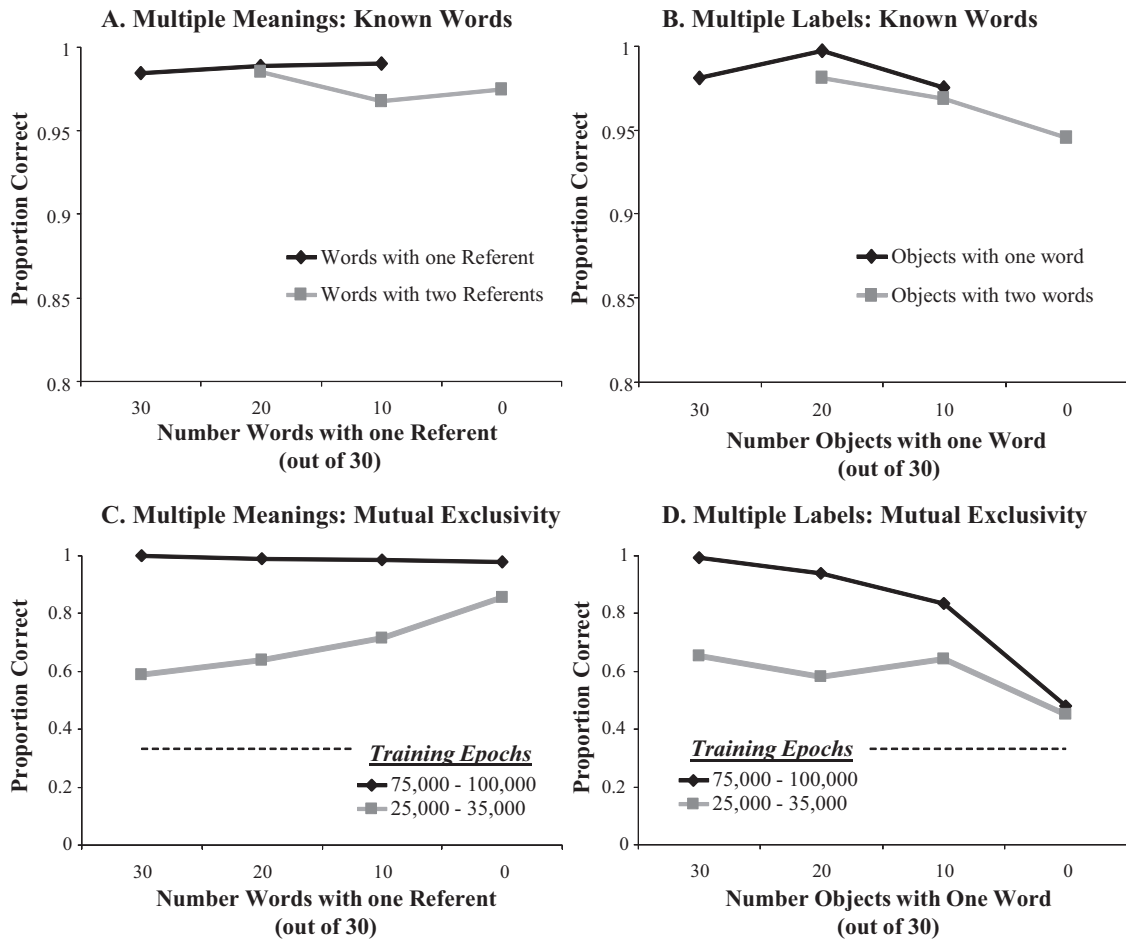 A. Multiple Meanings: Known Words
1
0.95
0.9
0.85
0.8
Proportion Correct
Words with one Referent
Words with two Referents
30 20 10 0
Number Words with one Referent
(out of 30)
B. Multiple Labels: Known Words
1
0.95
0.9
0.85
0.8
Proportion Correct
Objects with one word
Objects with two words
30 20 10 0
Number Objects with one Word
(out of 30)
C. Multiple Meanings: Mutual Exclusivity
1
0.8
0.6
0.4
0.2
0
Proportion Correct
Training Epochs
75,000 - 100,000
25,000 - 35,000
30 20 10 0
Number Words with one Referent
(out of 30)
D. Multiple Labels: Mutual Exclusivity
1
0.8
0.6
0.4
0.2
0
Proportion Correct
Training Epochs
75,000 - 100,000
25,000 - 35,000
30 20 10 0
Number Objects with One Word
(out of 30)